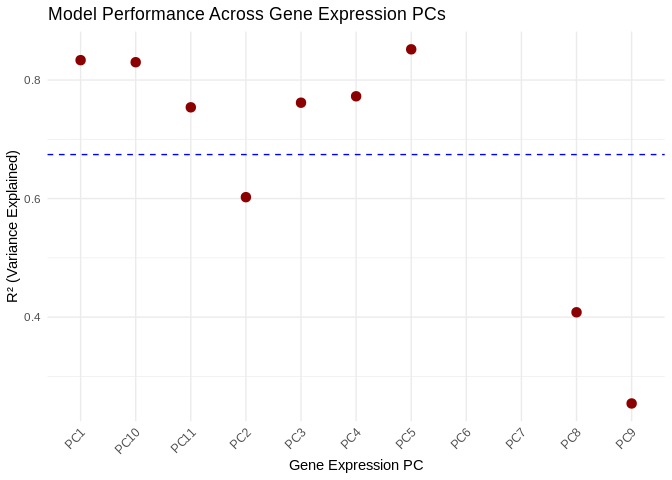 Model Performance Across Gene Expression PCs
R² (Variance Explained)
0.8
0.6
0.4
PC1
PC10
PC11
PC2
PC3
PC4
PC5
PC6
PC7
PC8
PC9
Gene Expression PC